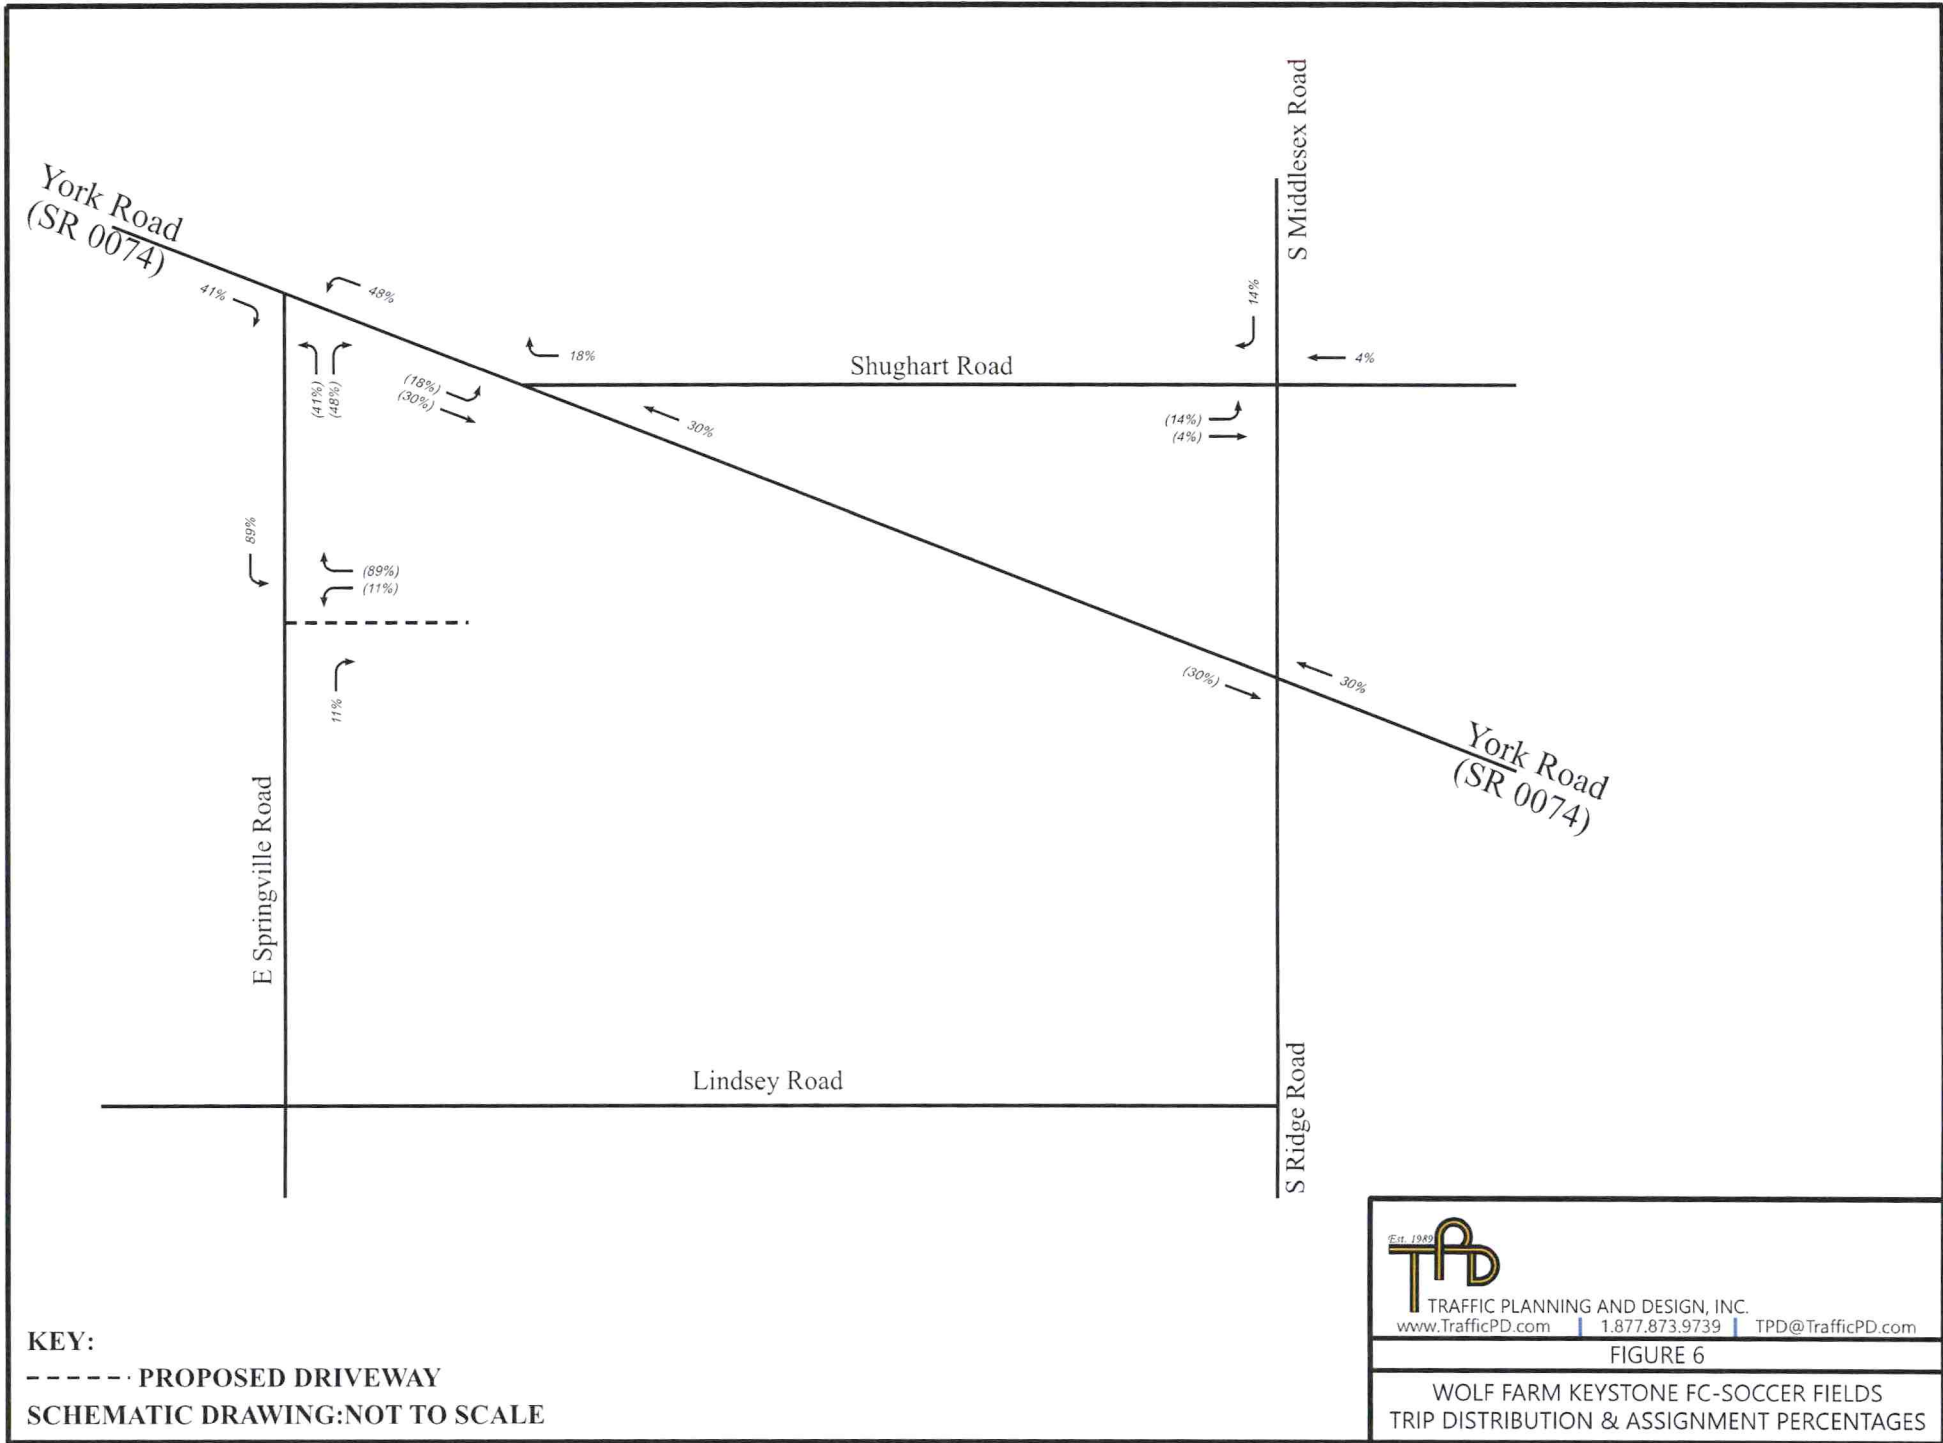 S Middlesex Road
York Road
(SR 0074)
41%
48%
(41%)
(48%)
(18%)
(30%)
18%
30%
Shughart Road
14%
4%
(14%)
(4%)
89%
(89%)
(11%)
11%
(30%)
30%
York Road
(SR 0074)
E Springville Road
Lindsey Road
S Ridge Road
KEY:
PROPOSED DRIVEWAY
SCHEMATIC DRAWING:NOT TO SCALE
Est. 1989
TPD
TRAFFIC PLANNING AND DESIGN, INC.
www.TrafficPD.com | 1.877.873.9739 | TPD@TrafficPD.com
FIGURE 6
WOLF FARM KEYSTONE FC-SOCCER FIELDS
TRIP DISTRIBUTION & ASSIGNMENT PERCENTAGES